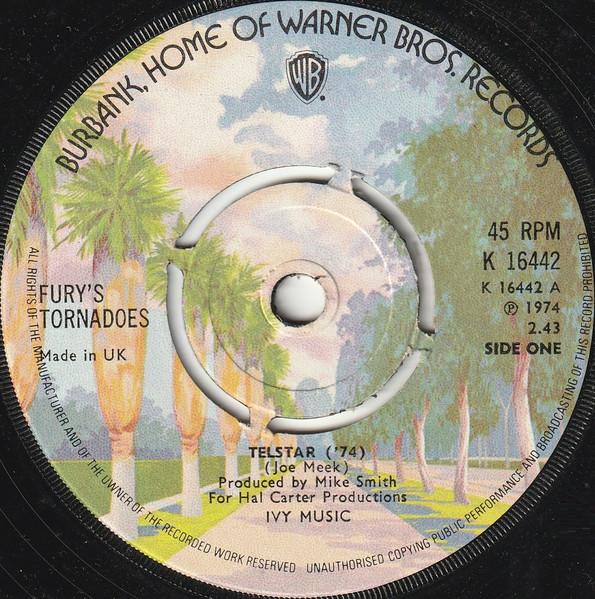 BURBANK, HOME OF WARNER BROS. RECORDS
WB
45 RPM
K 16442
K 16442 A
Ⓟ 1974
2.43
SIDE ONE
FURY'S
TORNADOES
Made in UK
TELSTAR ('74)
(Joe Meek)
Produced by Mike Smith
For Hal Carter Productions
IVY MUSIC
ALL RIGHTS OF THE MANUFACTURER AND OF THE OWNER OF THE RECORDED WORK RESERVED UNAUTHORISED COPYING PUBLIC PERFORMANCE AND BROADCASTING OF THIS RECORD PROHIBITED